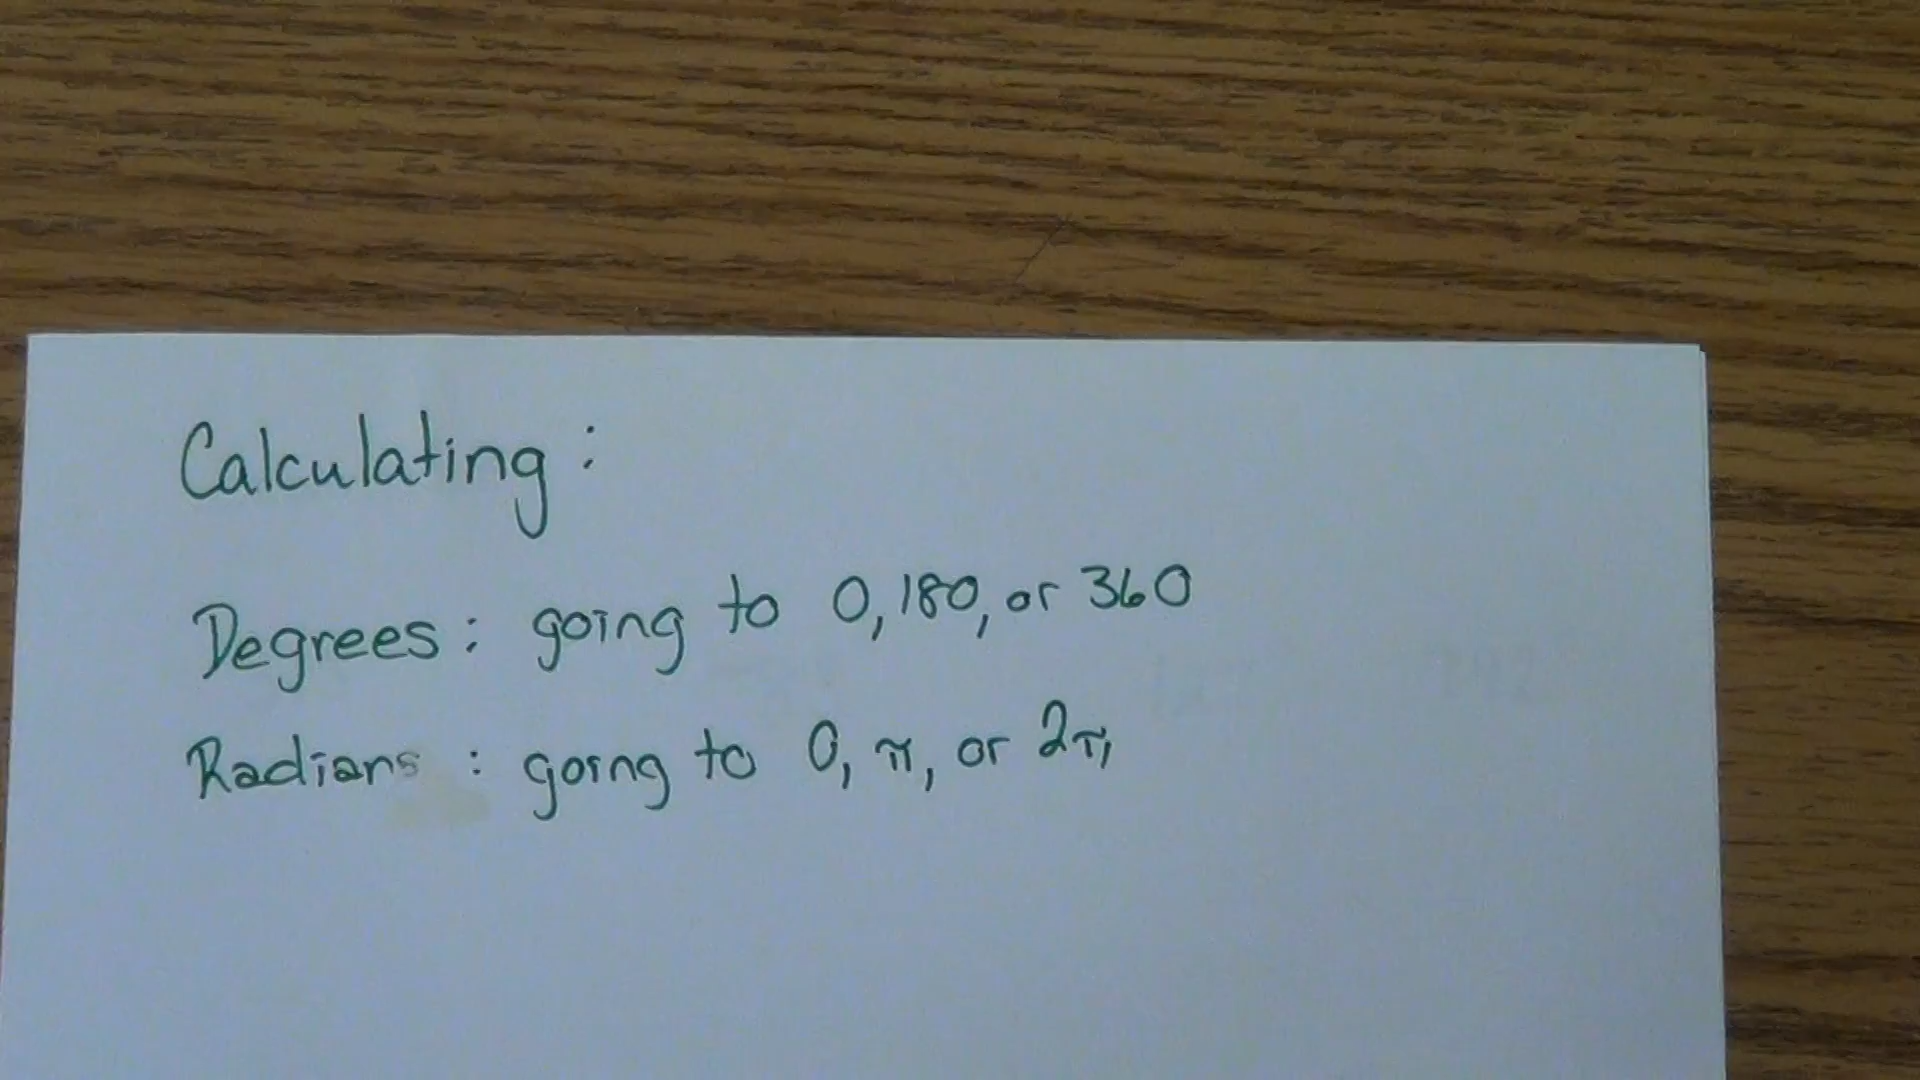 Calculating:
Degrees: going to 0, 180, or 360
Radians : going to 0, π, or 2π